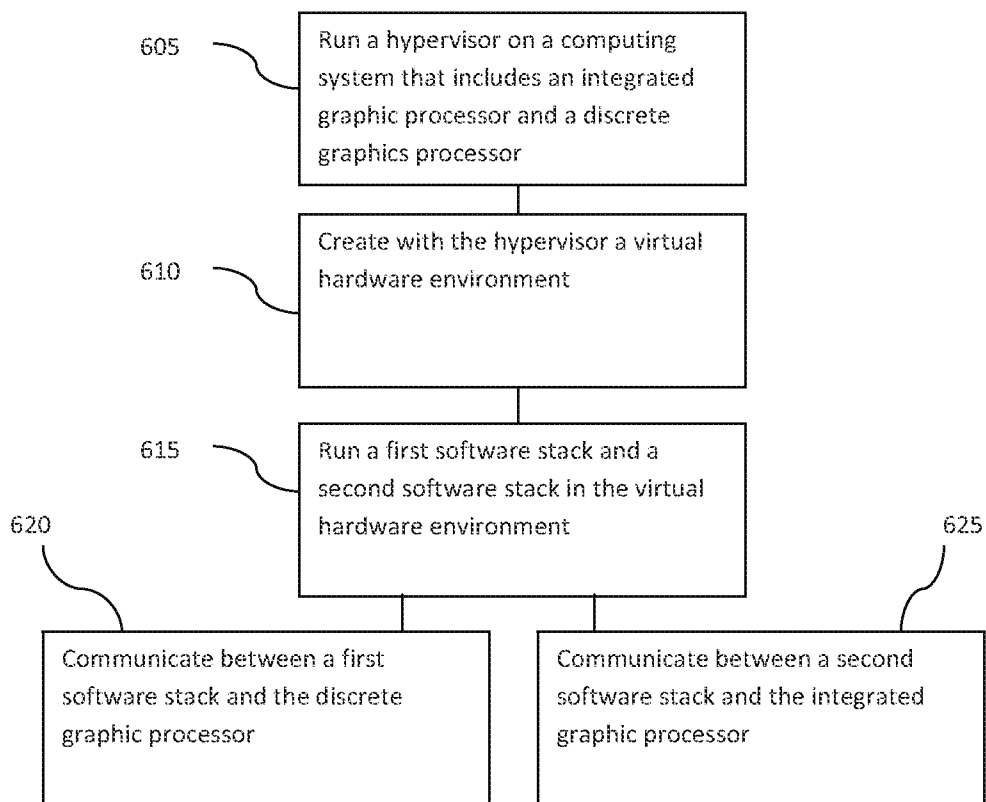 605
Run a hypervisor on a computing
system that includes an integrated
graphic processor and a discrete
graphics processor
610
Create with the hypervisor a virtual
hardware environment
615
Run a first software stack and a
second software stack in the virtual
hardware environment
620
625
Communicate between a first
software stack and the discrete
graphic processor
Communicate between a second
software stack and the integrated
graphic processor